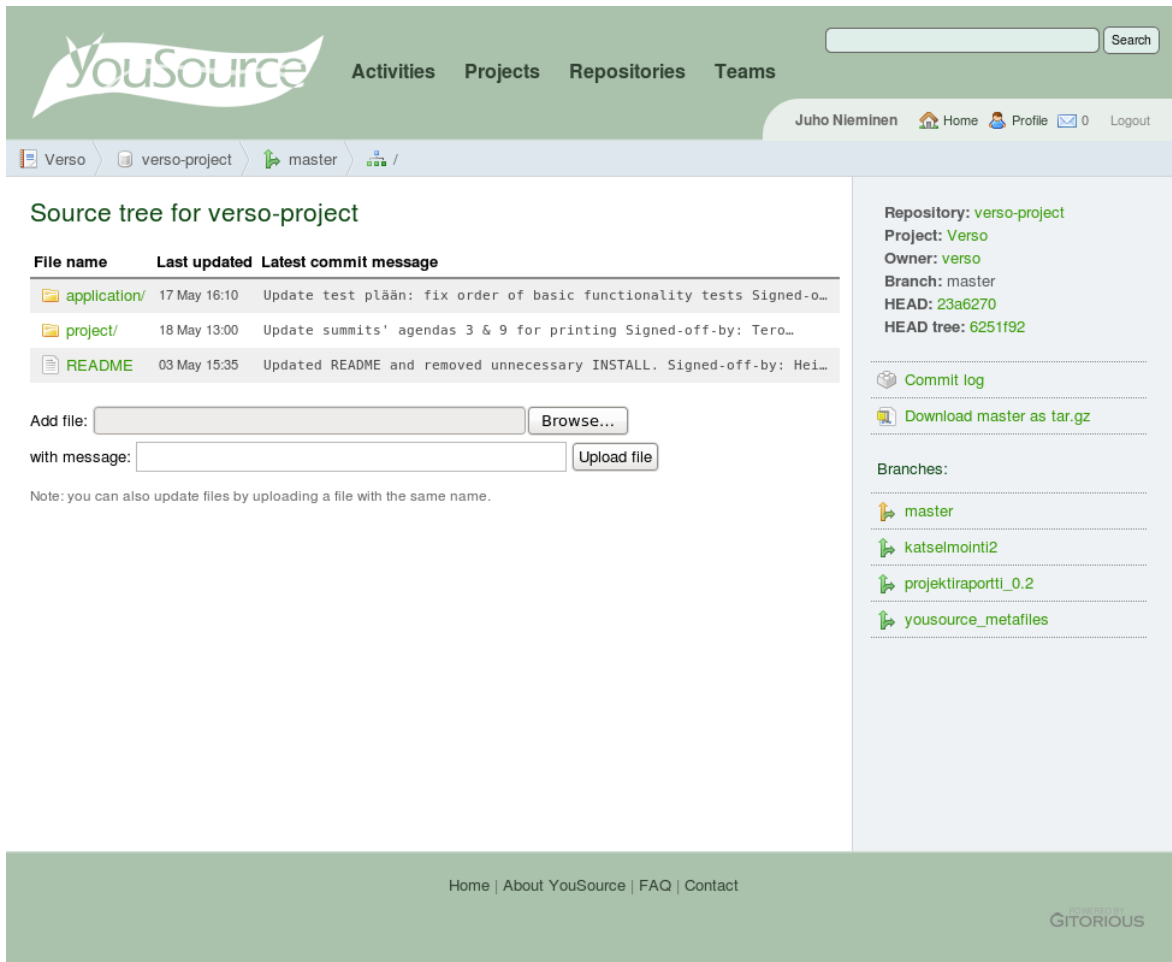 YouSource
Activities Projects Repositories Teams
Search
Juho Nieminen Home Profile 0 Logout
Verso verso-project master /
Source tree for verso-project
File name Last updated Latest commit message
application/ 17 May 16:10 Update test plään: fix order of basic functionality tests Signed-o…
project/ 18 May 13:00 Update summits' agendas 3 & 9 for printing Signed-off-by: Tero…
README 03 May 15:35 Updated README and removed unnecessary INSTALL. Signed-off-by: Hei…
Add file: Browse...
with message: Upload file
Note: you can also update files by uploading a file with the same name.
Repository: verso-project
Project: Verso
Owner: verso
Branch: master
HEAD: 23a6270
HEAD tree: 6251f92
Commit log
Download master as tar.gz
Branches:
master
katselmointi2
projektiraportti_0.2
yousource_metafiles
Home | About YouSource | FAQ | Contact
POWERED BY
GITORIOUS